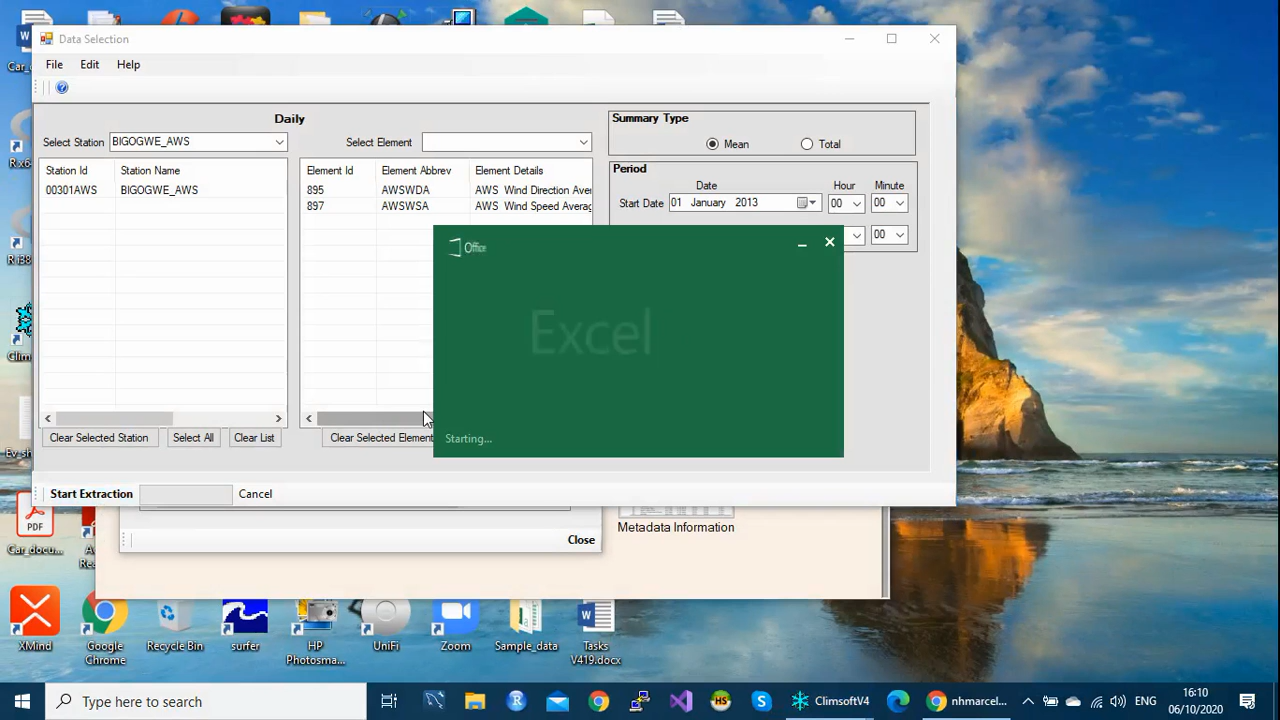 Data Selection
File Edit Help
Daily
Select Station BIGOGWE_AWS
Select Element
Station Id Station Name
00301AWS BIGOGWE_AWS
Element Id Element Abbrev Element Details
895 AWSWDA AWS Wind Direction Aver
897 AWSWSA AWS Wind Speed Averag
Summary Type
Mean Total
Period
Date Hour Minute
Start Date 01 January 2013 00 00
00
Office
Excel
Starting...
Clear Selected Station Select All Clear List
Clear Selected Element
Start Extraction Cancel
Metadata Information
Close
PDF
Car_docu...
XMind
Google Chrome
Recycle Bin
surfer
HP Photosma...
UniFi
Zoom
Sample_data
Tasks V419.docx
Type here to search
ClimsoftV4
nhmarcel...
ENG
16:10
06/10/2020